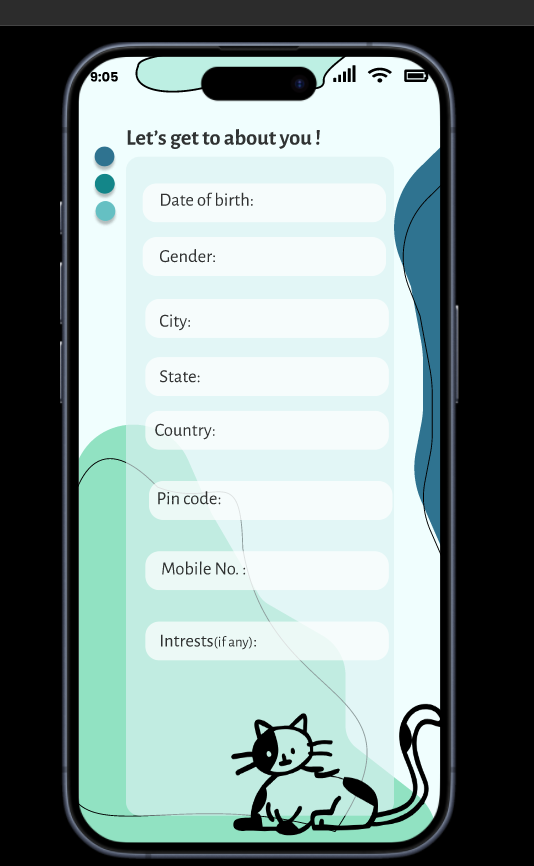 9:05
Let's get to about you !
Date of birth:
Gender:
City:
State:
Country:
Pin code:
Mobile No. :
Intrests(if any):